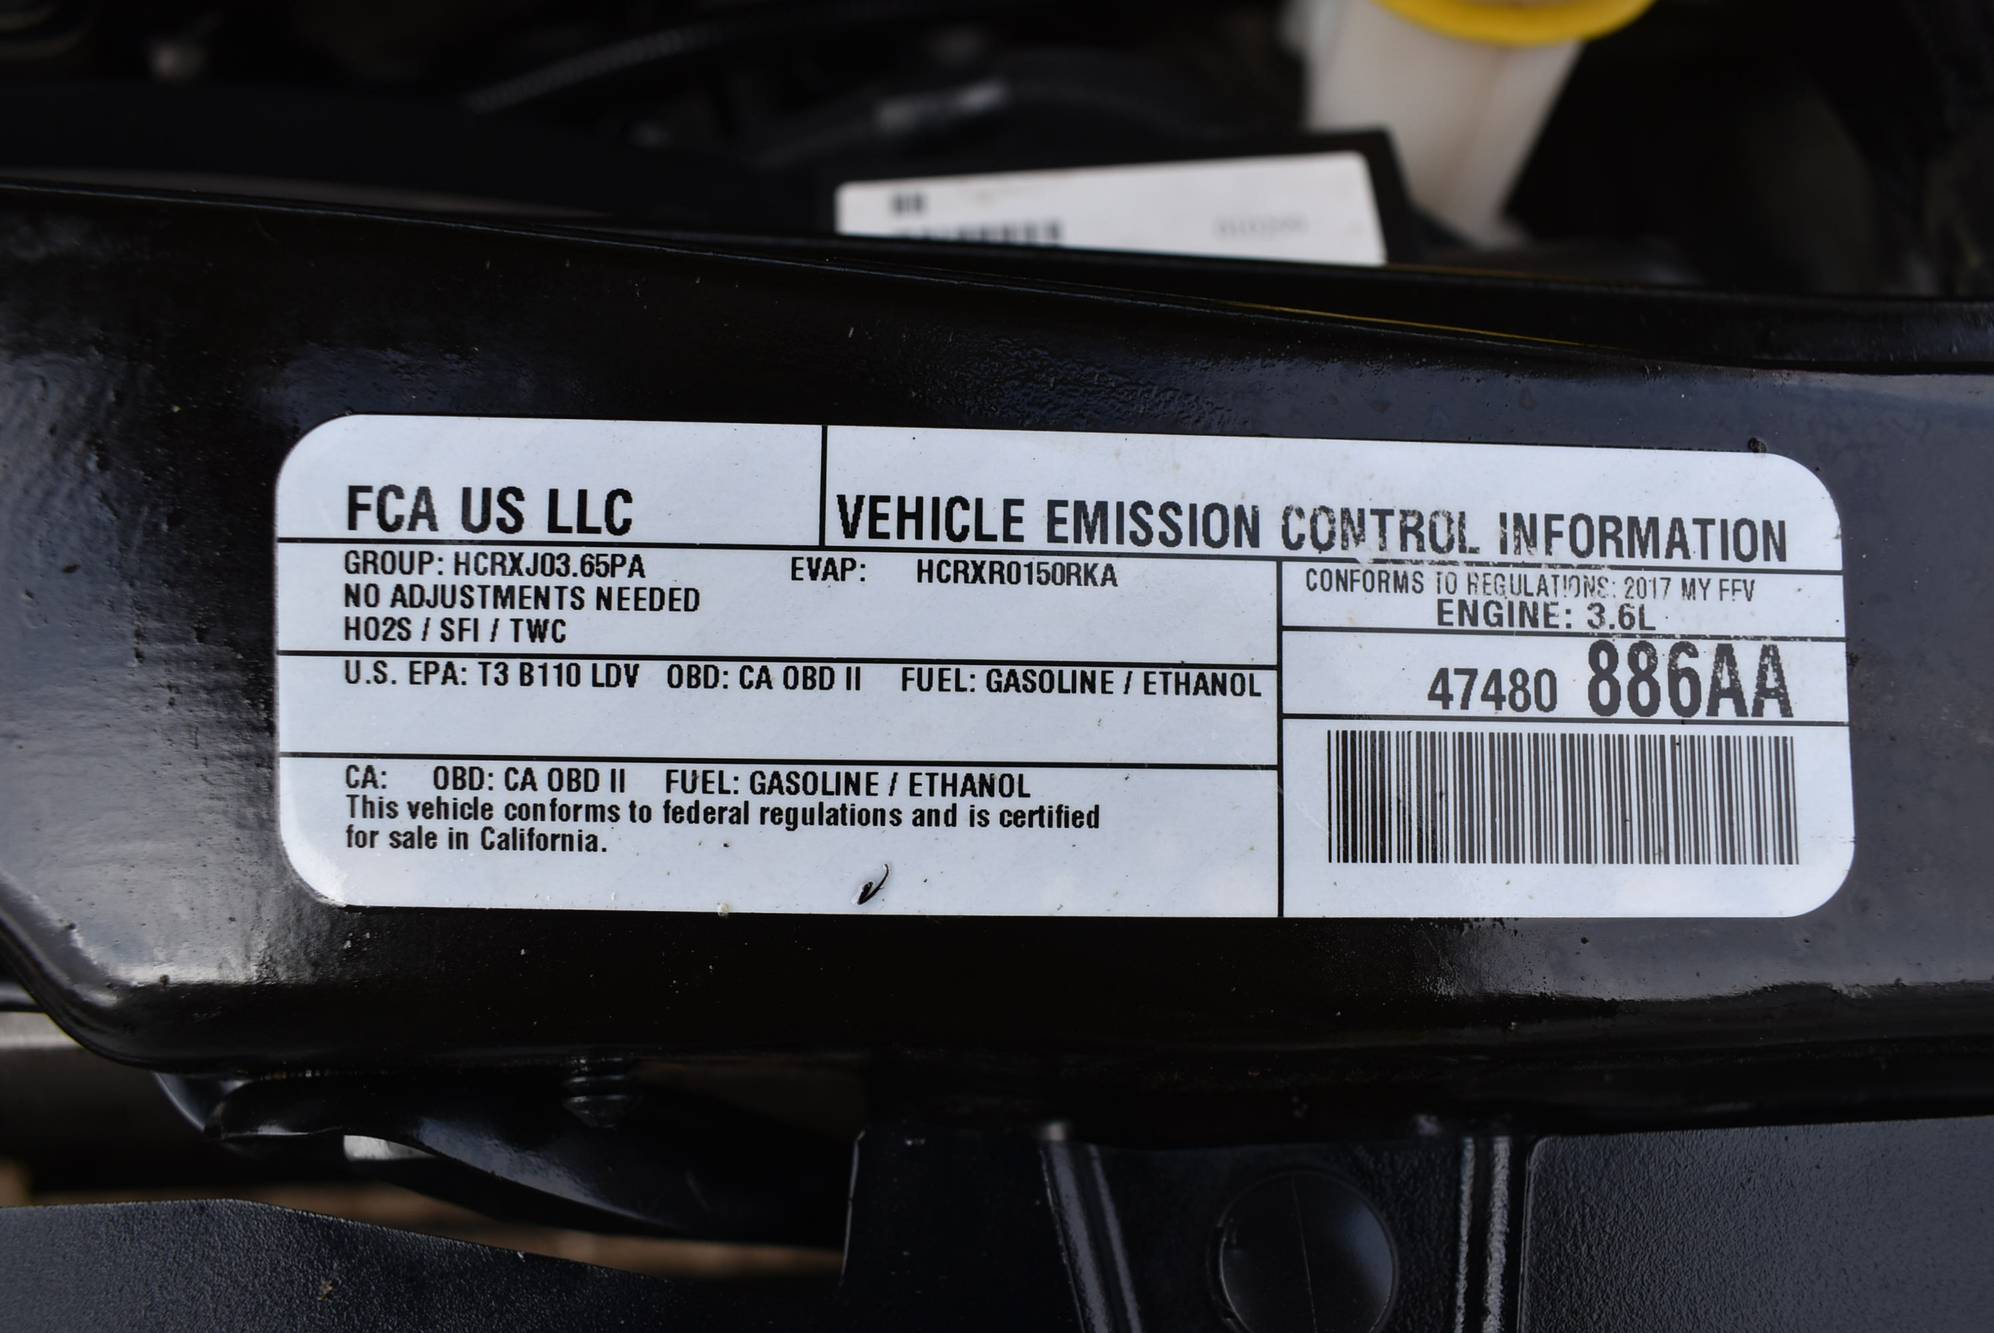 FCA US LLC
VEHICLE EMISSION CONTROL INFORMATION
GROUP: HCRXJ03.65PA EVAP: HCRXR0150RKA
NO ADJUSTMENTS NEEDED
HO2S / SFI / TWC
CONFORMS TO REGULATIONS: 2017 MY FFV
ENGINE: 3.6L
U.S. EPA: T3 B110 LDV OBD: CA OBD II FUEL: GASOLINE / ETHANOL
47480 886AA
CA: OBD: CA OBD II FUEL: GASOLINE / ETHANOL
This vehicle conforms to federal regulations and is certified
for sale in California.